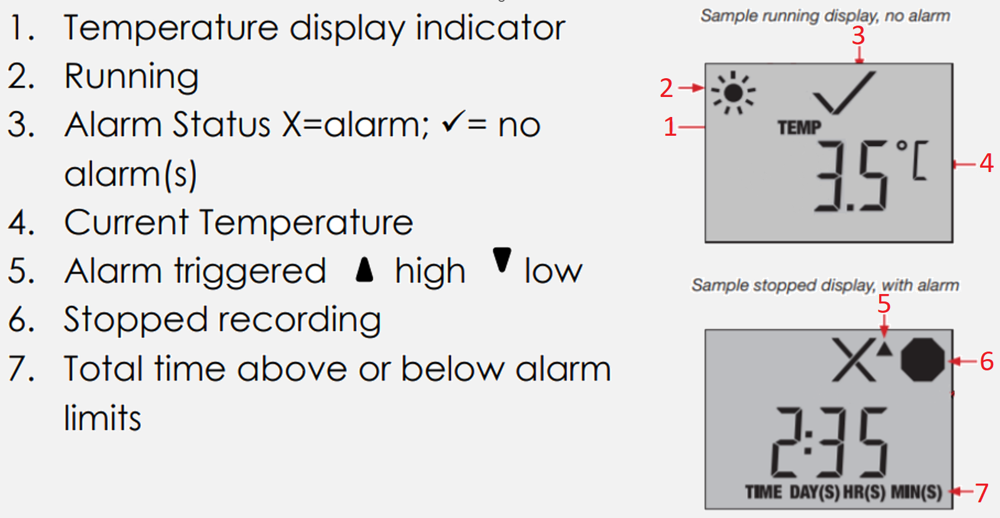 1. Temperature display indicator
2. Running
3. Alarm Status X=alarm; ✓= no
alarm(s)
4. Current Temperature
5. Alarm triggered ▲ high ▼ low
6. Stopped recording
7. Total time above or below alarm
limits
Sample running display, no alarm
3
2
TEMP
1
3.5°C
4
Sample stopped display, with alarm
5
X▲
6
2:35
TIME DAY(S) HR(S) MIN(S)
7